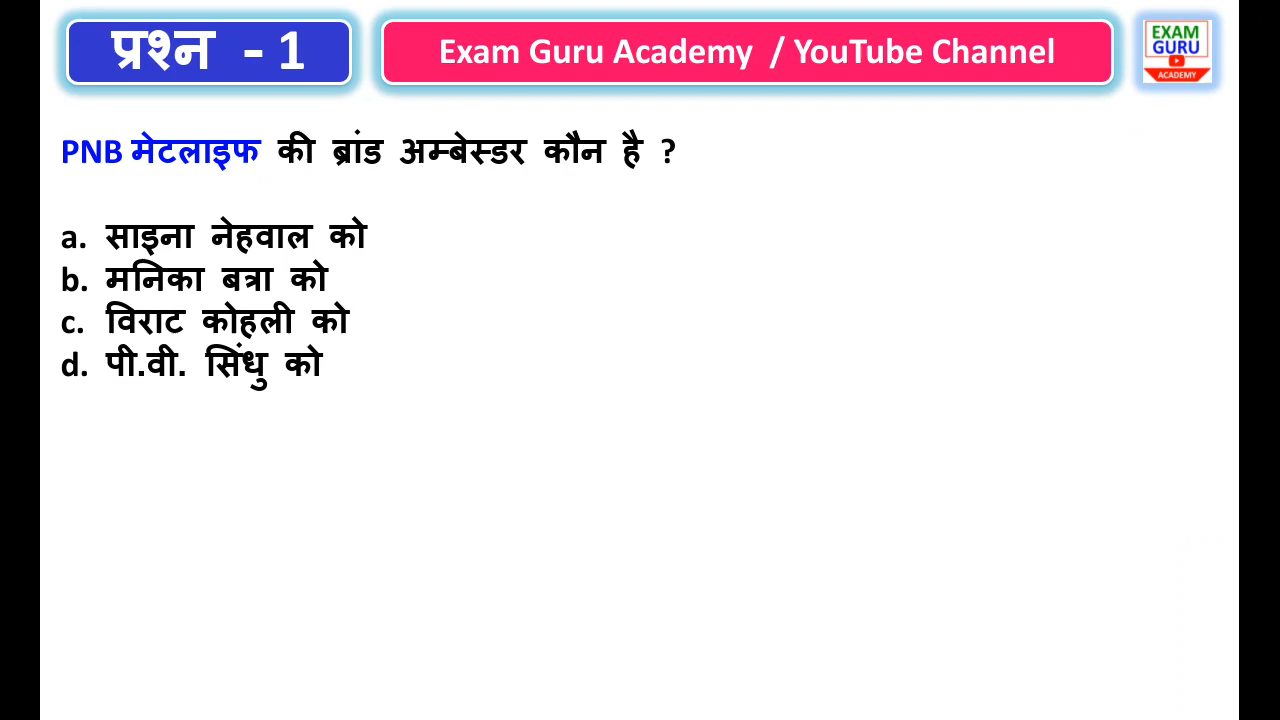 प्रश्न - 1
Exam Guru Academy / YouTube Channel
EXAM
GURU
ACADEMY
PNB मेटलाइफ की ब्रांड अम्बेस्डर कौन है ?
a. साइना नेहवाल को
b. मनिका बत्रा को
c. विराट कोहली को
d. पी.वी. सिंधु को